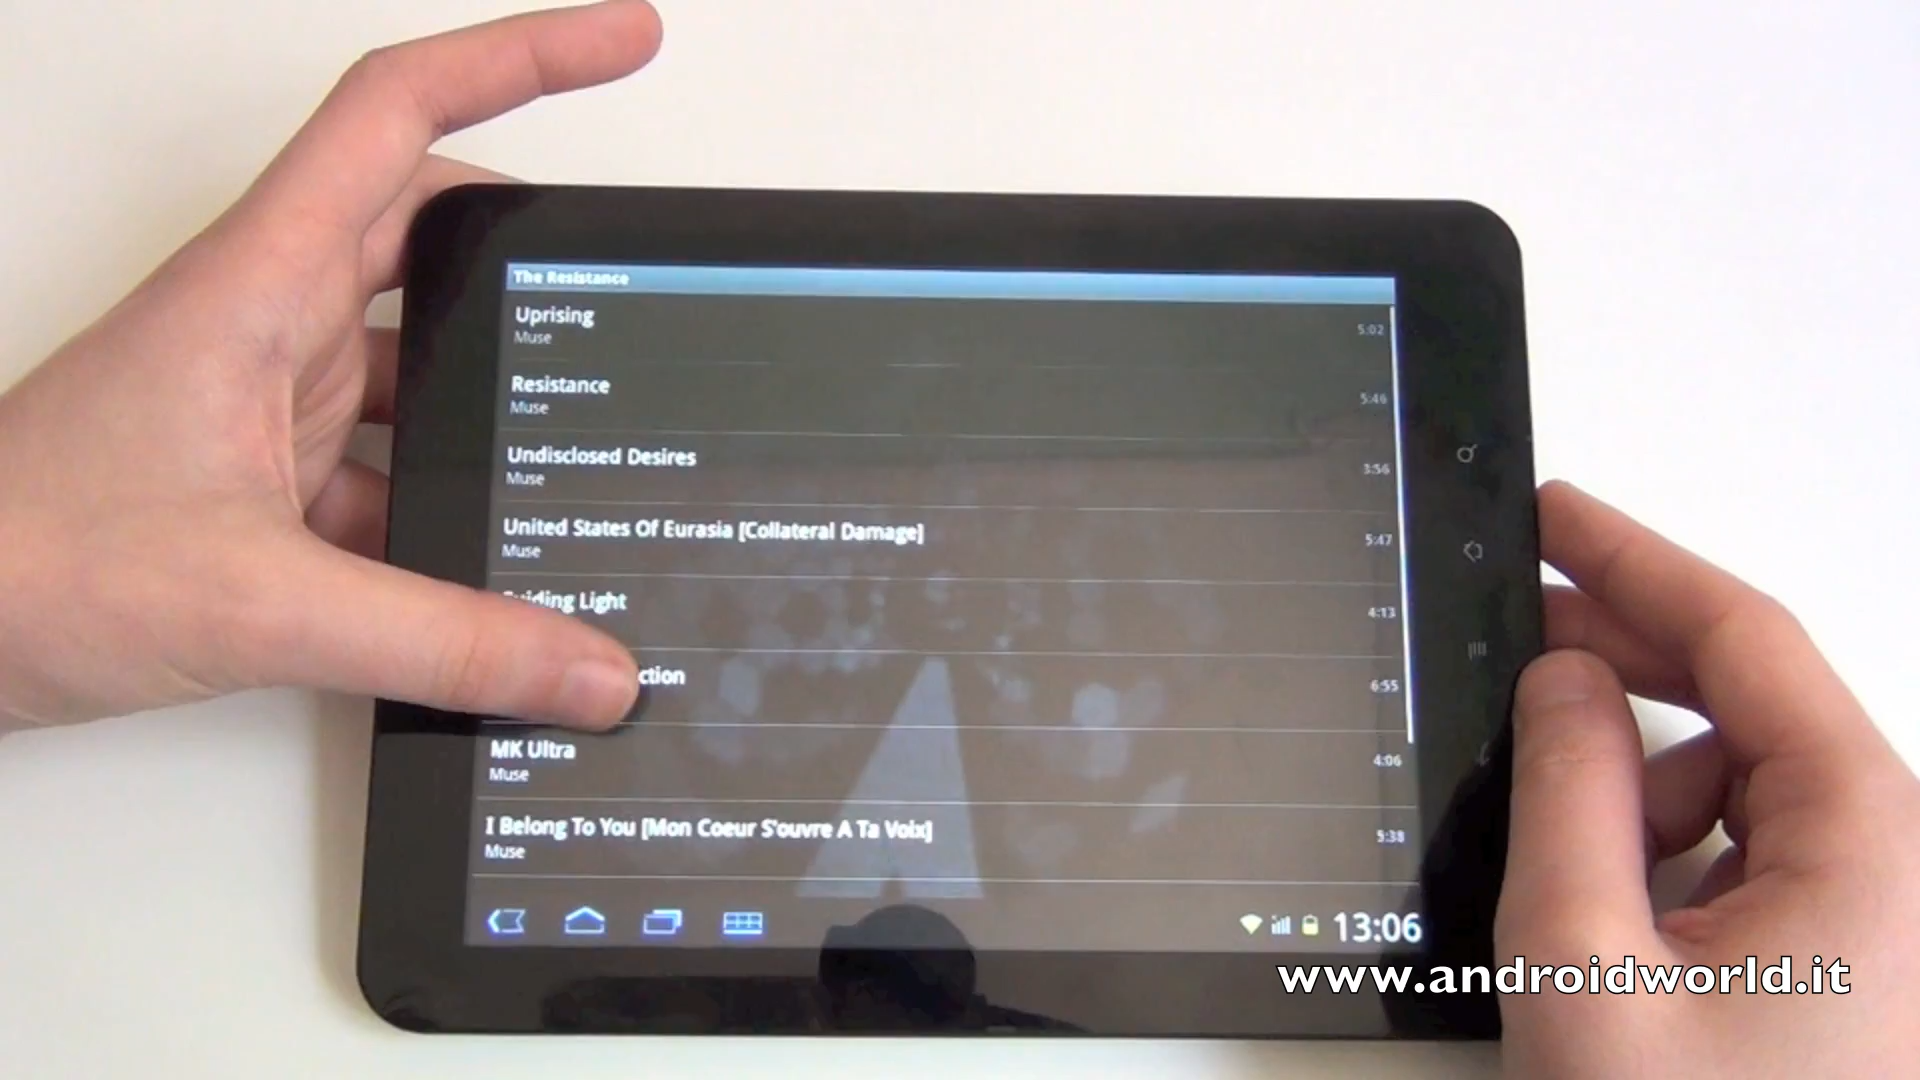 The Resistance
Uprising
Muse
5:02
Resistance
Muse
5:46
Undisclosed Desires
Muse
3:56
United States Of Eurasia [Collateral Damage]
Muse
5:47
Light
4:13
6:55
MK Ultra
Muse
4:06
I Belong To You [Mon Coeur S'ouvre A Ta Voix]
Muse
5:38
13:06
www.androidworld.it